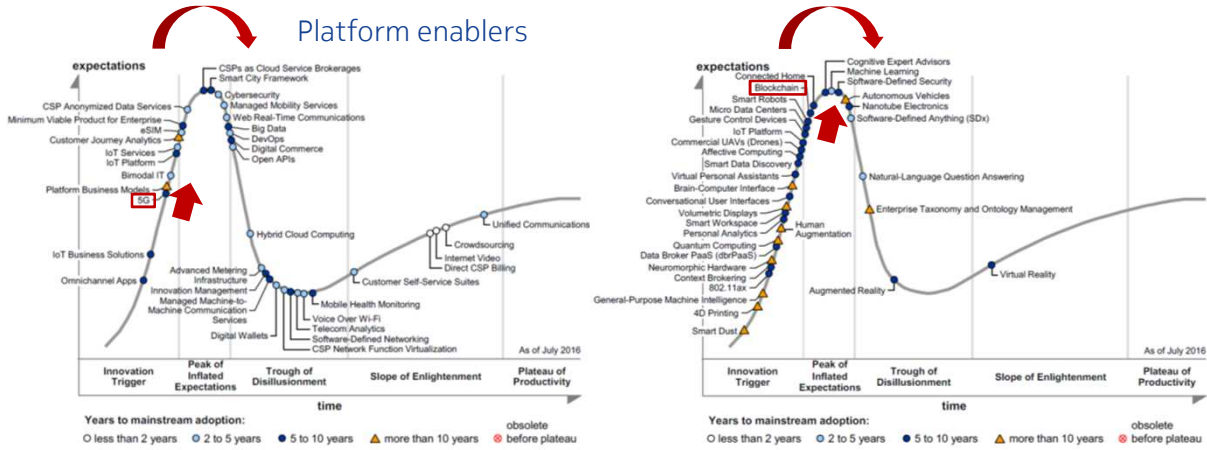 Platform enablers
expectations
CSPs as Cloud Service Brokerages
Smart City Framework
Cybersecurity
CSP Anonymized Data Services
Managed Mobility Services
Minimum Viable Product for Enterprise
Web Real-Time Communications
eSIM
Big Data
Customer Journey Analytics
DevOps
IoT Services
Digital Commerce
IoT Platform
Open APIs
Bimodal IT
Platform Business Models
5G
Unified Communications
Hybrid Cloud Computing
Crowdsourcing
IoT Business Solutions
Internet Video
Direct CSP Billing
Advanced Metering
Infrastructure
Omnichannel Apps
Customer Self-Service Suites
Innovation Management
Managed Machine-to-
Machine Communication
Services
Mobile Health Monitoring
Voice Over Wi-Fi
Telecom Analytics
Digital Wallets
Software-Defined Networking
CSP Network Function Virtualization
As of July 2016
Innovation
Trigger
Peak of
Inflated
Expectations
Trough of
Disillusionment
Slope of Enlightenment
Plateau of
Productivity
time
Years to mainstream adoption:
less than 2 years
2 to 5 years
5 to 10 years
more than 10 years
obsolete
before plateau
expectations
Cognitive Expert Advisors
Connected Home
Machine Learning
Blockchain
Software-Defined Security
Smart Robots
Autonomous Vehicles
Micro Data Centers
Nanotube Electronics
Gesture Control Devices
Software-Defined Anything (SDx)
IoT Platform
Commercial UAVs (Drones)
Affective Computing
Smart Data Discovery
Virtual Personal Assistants
Natural-Language Question Answering
Brain-Computer Interface
Conversational User Interfaces
Volumetric Displays
Enterprise Taxonomy and Ontology Management
Smart Workspace
Human
Augmentation
Personal Analytics
Quantum Computing
Data Broker PaaS (dbrPaaS)
Neuromorphic Hardware
Context Brokering
Virtual Reality
802.11ax
Augmented Reality
General-Purpose Machine Intelligence
4D Printing
Smart Dust
As of July 2016
Innovation
Trigger
Peak of
Inflated
Expectations
Trough of
Disillusionment
Slope of Enlightenment
Plateau of
Productivity
time
Years to mainstream adoption:
less than 2 years
2 to 5 years
5 to 10 years
more than 10 years
obsolete
before plateau